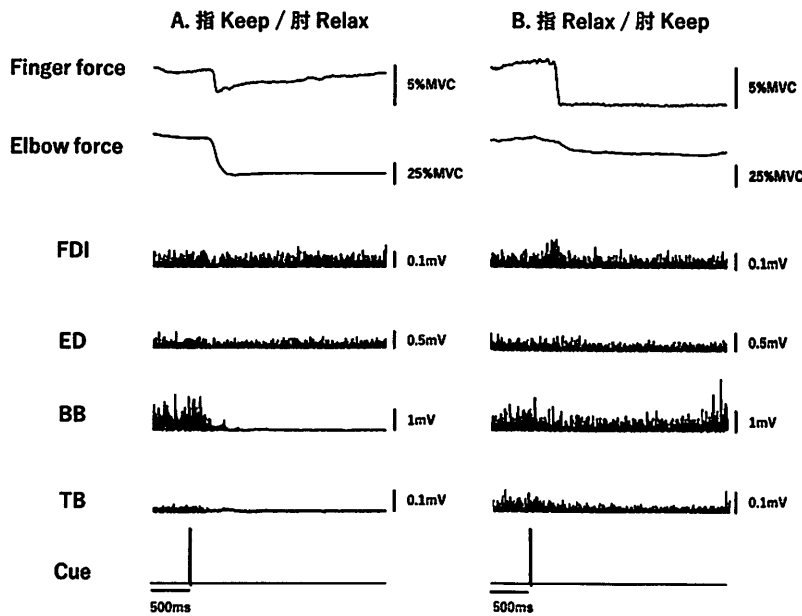 A. 指 Keep / 肘 Relax
B. 指 Relax / 肘 Keep
Finger force
5%MVC
5%MVC
Elbow force
25%MVC
25%MVC
FDI
0.1mV
0.1mV
ED
0.5mV
0.5mV
BB
1mV
1mV
TB
0.1mV
0.1mV
Cue
500ms
500ms